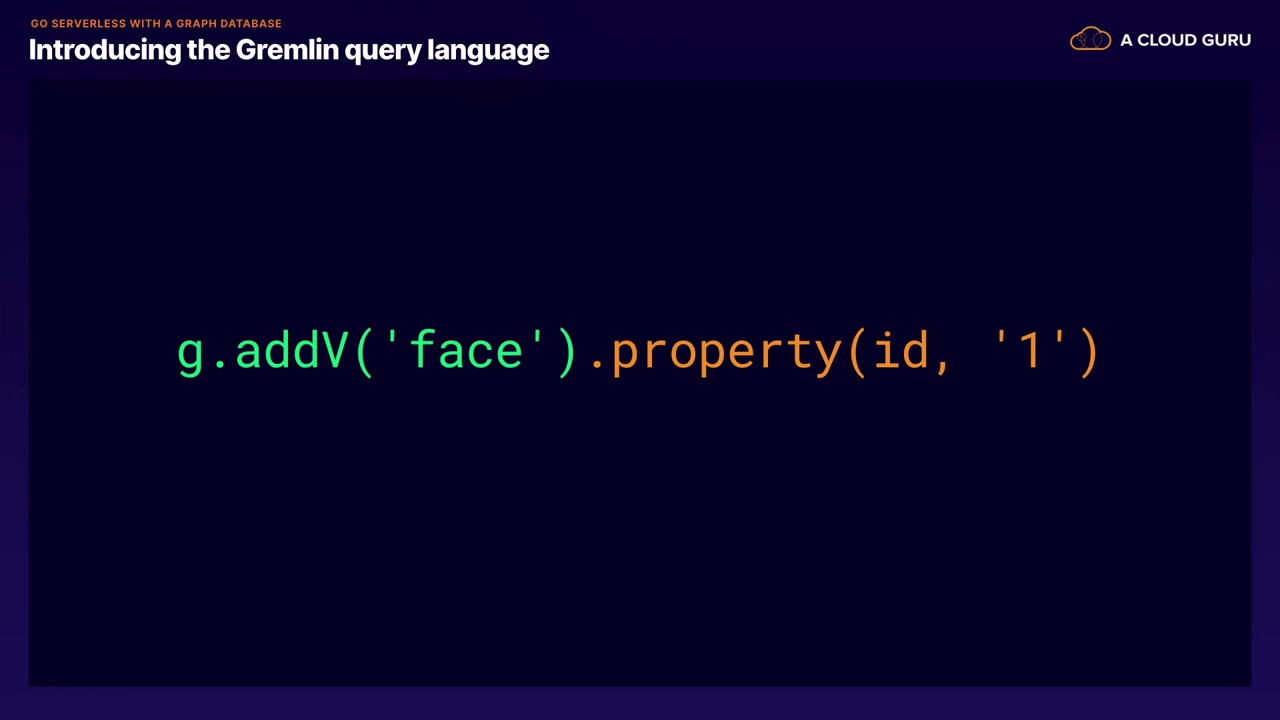 GO SERVERLESS WITH A GRAPH DATABASE
Introducing the Gremlin query language
A CLOUD GURU
g.addV('face').property(id, '1')